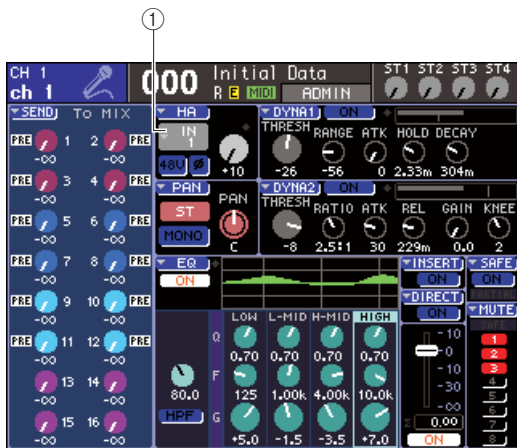 ①
CH 1
ch 1
000
Initial Data
R E MIDI ADMIN
ST1 ST2 ST3 ST4
SEND To MIX
PRE 1 2 PRE
-∞ -∞
PRE 3 4 PRE
-∞ -∞
PRE 5 6 PRE
-∞ -∞
PRE 7 8 PRE
-∞ -∞
PRE 9 10 PRE
-∞ -∞
PRE 11 12 PRE
-∞ -∞
13 14
-∞ -∞
15 16
-∞ -∞
HA
IN
1
48V Ø
+10
PAN
ST
MONO
PAN
C
DYNA1 ON
THRESH RANGE ATK HOLD DECAY
-26 -56 0 2.33m 304m
DYNA2 ON
THRESH RATIO ATK REL GAIN KNEE
-8 2.5:1 30 229m 0.0 2
EQ
ON
LOW L-MID H-MID HIGH
Q
0.70 0.70 0.70 0.70
F
80.0 125 1.00k 4.00k 10.0k
HPF
G
+5.0 -1.5 -3.5 +7.0
INSERT
ON
DIRECT
ON
10
0
-10
-30
-∞
0.00
ON
SAFE
ON
PARTIAL
MUTE
SAFE
1
2
3
4
5
6
7
8